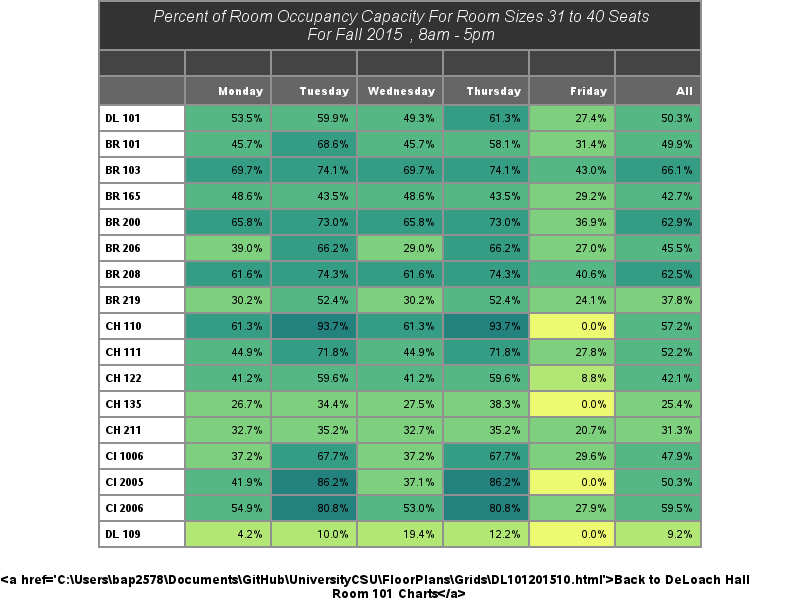 Percent of Room Occupancy Capacity For Room Sizes 31 to 40 Seats
For Fall 2015 , 8am - 5pm
Monday Tuesday Wednesday Thursday Friday All
DL 101 53.5% 59.9% 49.3% 61.3% 27.4% 50.3%
BR 101 45.7% 68.6% 45.7% 58.1% 31.4% 49.9%
BR 103 69.7% 74.1% 69.7% 74.1% 43.0% 66.1%
BR 165 48.6% 43.5% 48.6% 43.5% 29.2% 42.7%
BR 200 65.8% 73.0% 65.8% 73.0% 36.9% 62.9%
BR 206 39.0% 66.2% 29.0% 66.2% 27.0% 45.5%
BR 208 61.6% 74.3% 61.6% 74.3% 40.6% 62.5%
BR 219 30.2% 52.4% 30.2% 52.4% 24.1% 37.8%
CH 110 61.3% 93.7% 61.3% 93.7% 0.0% 57.2%
CH 111 44.9% 71.8% 44.9% 71.8% 27.8% 52.2%
CH 122 41.2% 59.6% 41.2% 59.6% 8.8% 42.1%
CH 135 26.7% 34.4% 27.5% 38.3% 0.0% 25.4%
CH 211 32.7% 35.2% 32.7% 35.2% 20.7% 31.3%
CI 1006 37.2% 67.7% 37.2% 67.7% 29.6% 47.9%
CI 2005 41.9% 86.2% 37.1% 86.2% 0.0% 50.3%
CI 2006 54.9% 80.8% 53.0% 80.8% 27.9% 59.5%
DL 109 4.2% 10.0% 19.4% 12.2% 0.0% 9.2%
<a href='C:\Users\bap2578\Documents\GitHub\UniversityCSU\FloorPlans\Grids\DL101201510.html'>Back to DeLoach Hall
Room 101 Charts</a>